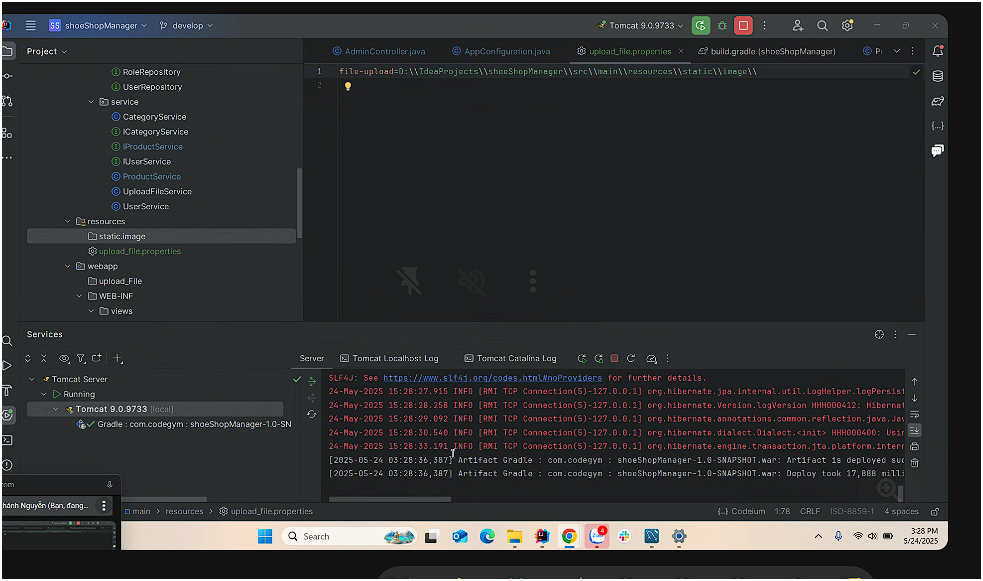 SS shoeShopManager develop Tomcat 9.0.9733
Project
AdminController.java AppConfiguration.java upload_file.properties build.gradle (shoeShopManager)
1 file-upload=D:\\IdeaProjects\\shoeShopManager\\src\\main\\resources\\static\\image\\
2
RoleRepository
UserRepository
service
CategoryService
ICategoryService
IProductService
IUserService
ProductService
UploadFileService
UserService
resources
static.image
upload_file.properties
webapp
upload_File
WEB-INF
views
Services
Server Tomcat Localhost Log Tomcat Catalina Log
Tomcat Server
Running
Tomcat 9.0.9733 [local]
Gradle : com.codegym : shoeShopManager-1.0-SN
SLF4J: See https://www.slf4j.org/codes.html#noProviders for further details.
24-May-2025 15:28:27.915 INFO [RMI TCP Connection(5)-127.0.0.1] org.hibernate.jpa.internal.util.LogHelper.logPersist
24-May-2025 15:28:28.258 INFO [RMI TCP Connection(5)-127.0.0.1] org.hibernate.Version.logVersion HHH000412: Hibernat
24-May-2025 15:28:29.092 INFO [RMI TCP Connection(5)-127.0.0.1] org.hibernate.annotations.common.reflection.java.Jav
24-May-2025 15:28:30.540 INFO [RMI TCP Connection(5)-127.0.0.1] org.hibernate.dialect.Dialect.<init> HHH000400: Usin
24-May-2025 15:28:33.191 INFO [RMI TCP Connection(5)-127.0.0.1] org.hibernate.engine.transaction.jta.platform.intern
[2025-05-24 03:28:36,387] Artifact Gradle : com.codegym : shoeShopManager-1.0-SNAPSHOT.war: Artifact is deployed suc
[2025-05-24 03:28:36,387] Artifact Gradle : com.codegym : shoeShopManager-1.0-SNAPSHOT.war: Deploy took 17,888 milli
com
hánh Nguyễn (Bạn, đang...
main resources upload_file.properties
{..} Codeium 1:78 CRLF ISO-8859-1 4 spaces
Search
4
3:28 PM
5/24/2025